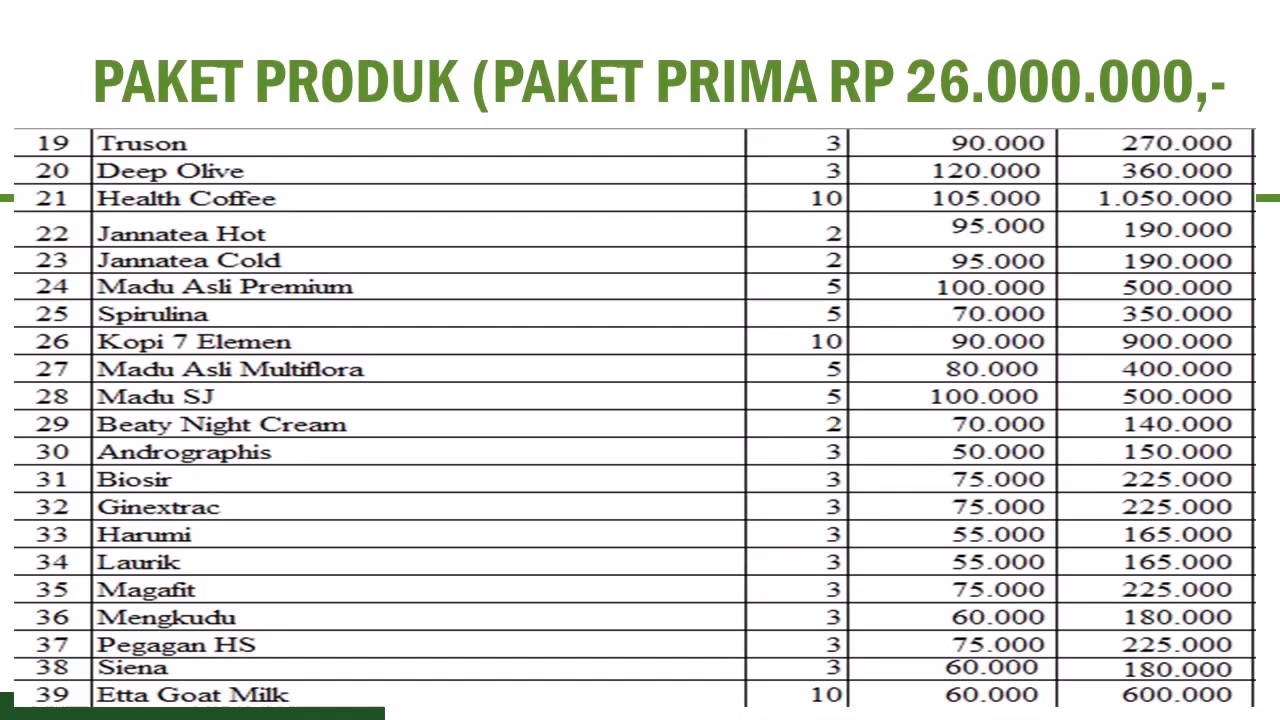 PAKET PRODUK (PAKET PRIMA RP 26.000.000,-
19 Truson 3 90.000 270.000
20 Deep Olive 3 120.000 360.000
21 Health Coffee 10 105.000 1.050.000
22 Jannatea Hot 2 95.000 190.000
23 Jannatea Cold 2 95.000 190.000
24 Madu Asli Premium 5 100.000 500.000
25 Spirulina 5 70.000 350.000
26 Kopi 7 Elemen 10 90.000 900.000
27 Madu Asli Multiflora 5 80.000 400.000
28 Madu SJ 5 100.000 500.000
29 Beaty Night Cream 2 70.000 140.000
30 Andrographis 3 50.000 150.000
31 Biosir 3 75.000 225.000
32 Ginextrac 3 75.000 225.000
33 Harumi 3 55.000 165.000
34 Laurik 3 55.000 165.000
35 Magafit 3 75.000 225.000
36 Mengkudu 3 60.000 180.000
37 Pegagan HS 3 75.000 225.000
38 Siena 3 60.000 180.000
39 Etta Goat Milk 10 60.000 600.000